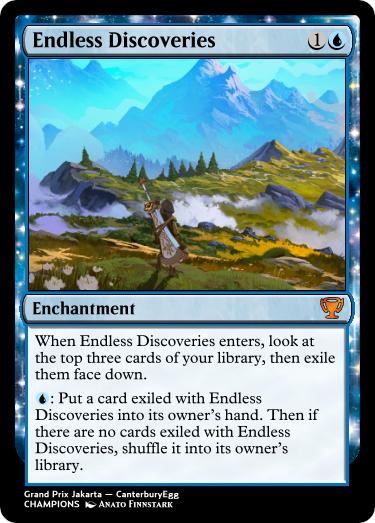 Endless Discoveries 1
Enchantment
When Endless Discoveries enters, look at
the top three cards of your library, then exile
them face down.
: Put a card exiled with Endless
Discoveries into its owner's hand. Then if
there are no cards exiled with Endless
Discoveries, shuffle it into its owner's
library.
Grand Prix Jakarta — CanterburyEgg
CHAMPIONS Anato Finnstark